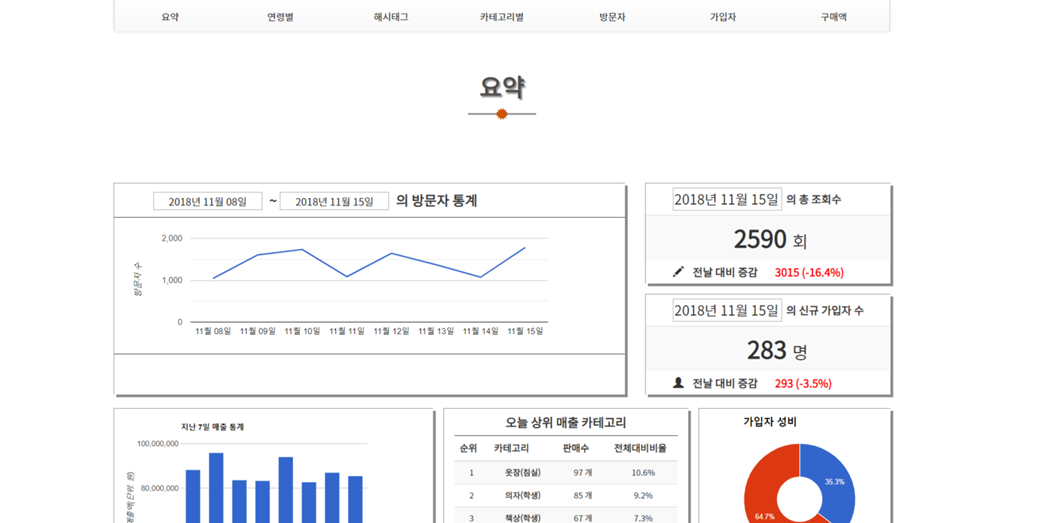 요약 연령별 해시태그 카테고리별 방문자 가입자 구매액
요약
2018년 11월 08일 ~ 2018년 11월 15일 의 방문자 통계
방문자 수
2,000
1,000
0
11월 08일 11월 09일 11월 10일 11월 11일 11월 12일 11월 13일 11월 14일 11월 15일
2018년 11월 15일 의 총 조회수
2590 회
전날 대비 증감 3015 (-16.4%)
2018년 11월 15일 의 신규 가입자 수
283 명
전날 대비 증감 293 (-3.5%)
지난 7일 매출 통계
100,000,000
80,000,000
매출액(단위: 원)
오늘 상위 매출 카테고리
순위 카테고리 판매수 전체대비비율
1 옷장(침실) 97 개 10.6%
2 의자(학생) 85 개 9.2%
3 책상(학생) 67 개 7.3%
가입자 성비
35.3%
64.7%